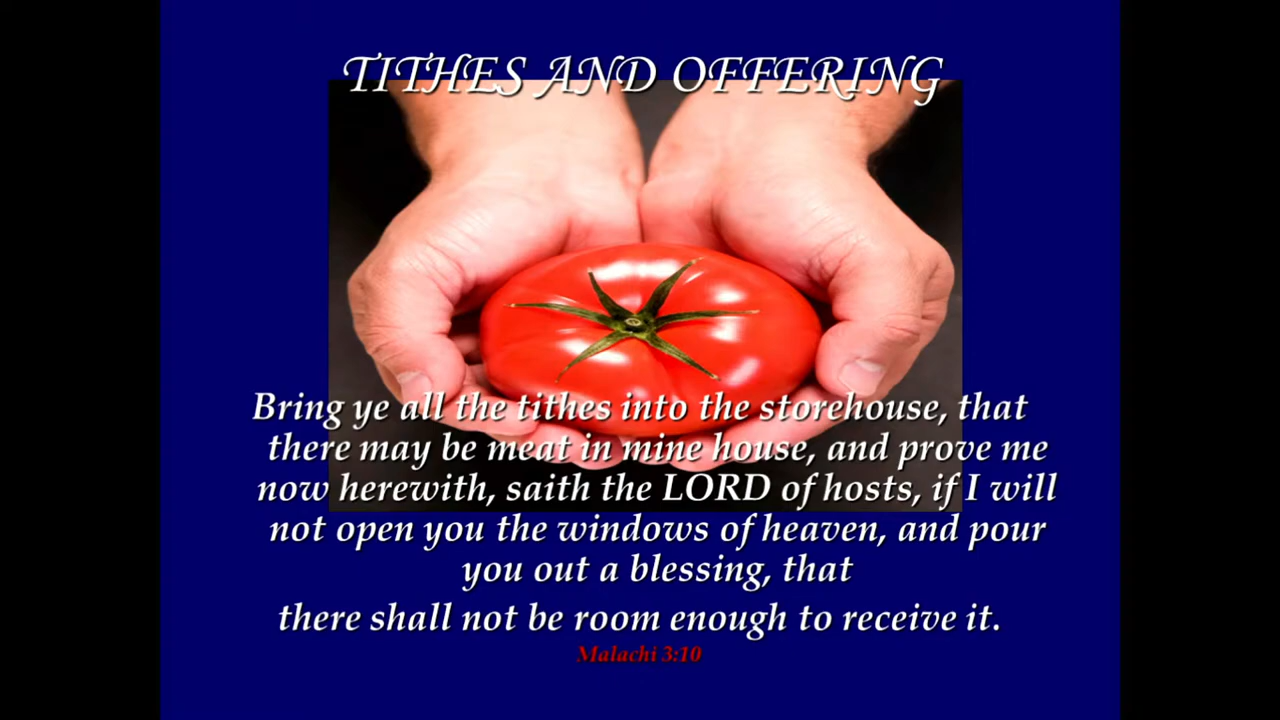 TITHES AND OFFERING
Bring ye all the tithes into the storehouse, that
there may be meat in mine house, and prove me
now herewith, saith the LORD of hosts, if I will
not open you the windows of heaven, and pour
you out a blessing, that
there shall not be room enough to receive it.
Malachi 3:10